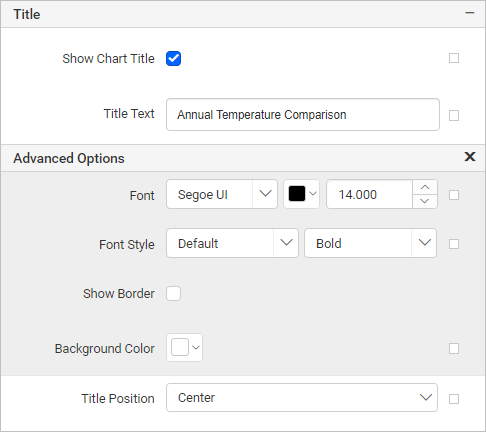 Title
Show Chart Title
Title Text Annual Temperature Comparison
Advanced Options
Font Segoe UI 14.000
Font Style Default Bold
Show Border
Background Color
Title Position Center